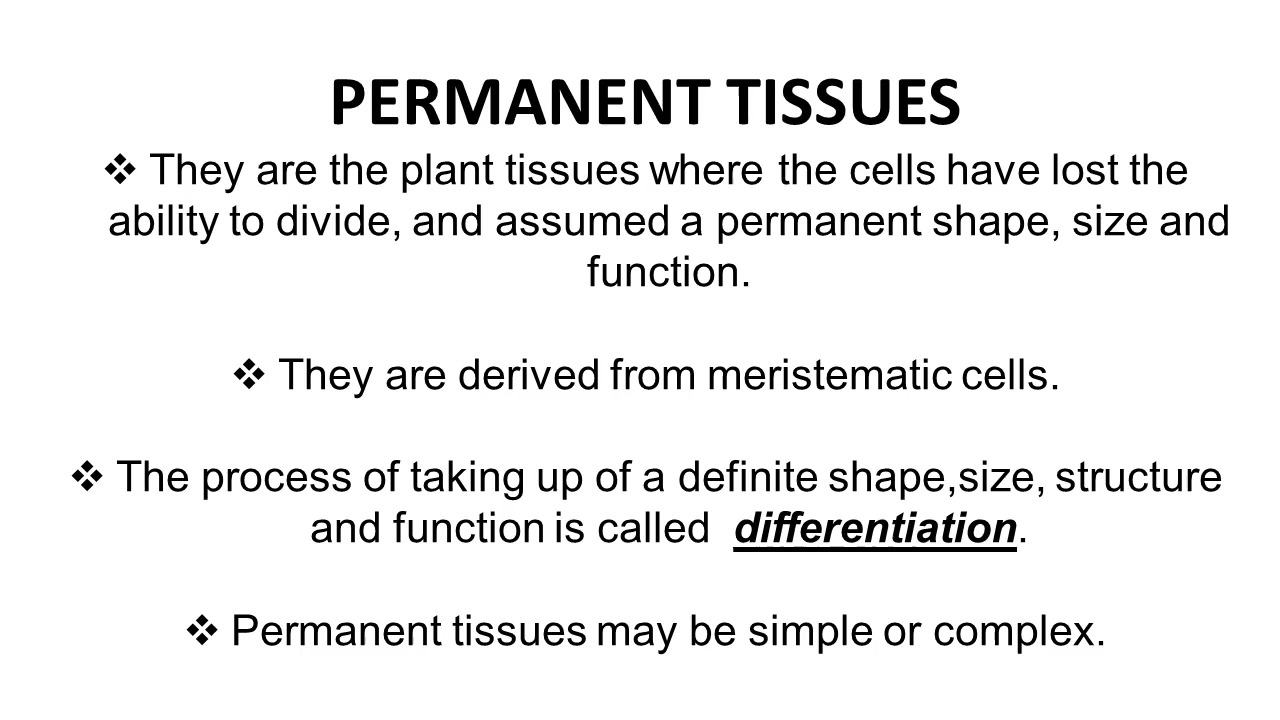 PERMANENT TISSUES
❖ They are the plant tissues where the cells have lost the
ability to divide, and assumed a permanent shape, size and
function.
❖ They are derived from meristematic cells.
❖ The process of taking up of a definite shape,size, structure
and function is called differentiation.
❖ Permanent tissues may be simple or complex.